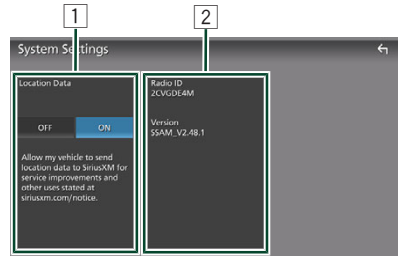 1
2
System Settings
Location Data
OFF
ON
Allow my vehicle to send
location data to SiriusXM for
service improvements and
other uses stated at
siriusxm.com/notice.
Radio ID
2CVGDE4M
Version
SSAM_V2.48.1